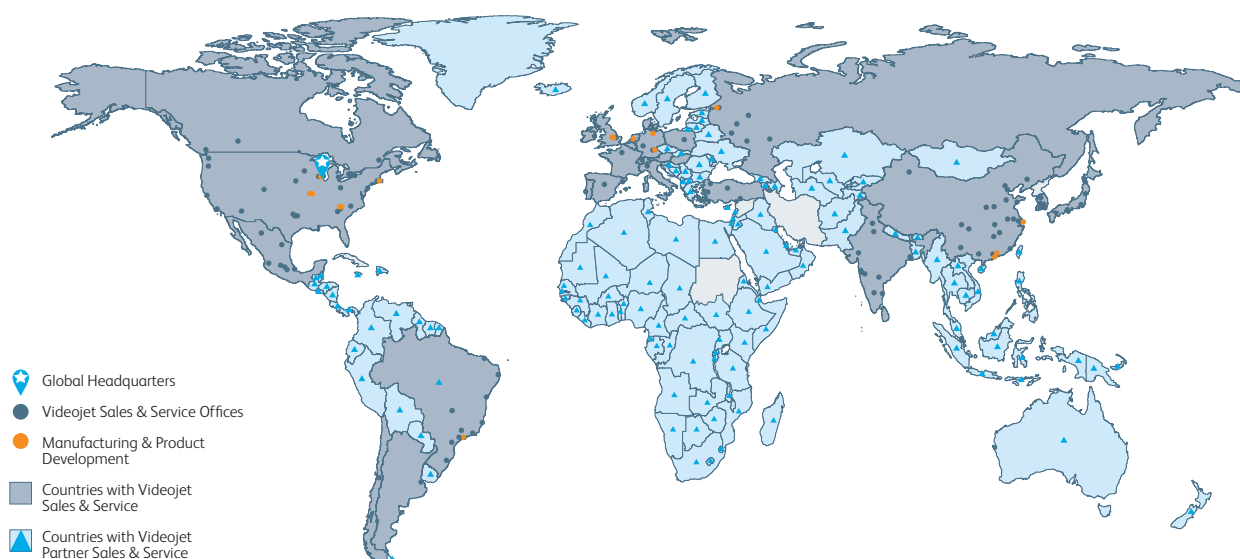 Global Headquarters
Videojet Sales & Service Offices
Manufacturing & Product
Development
Countries with Videojet
Sales & Service
Countries with Videojet
Partner Sales & Service